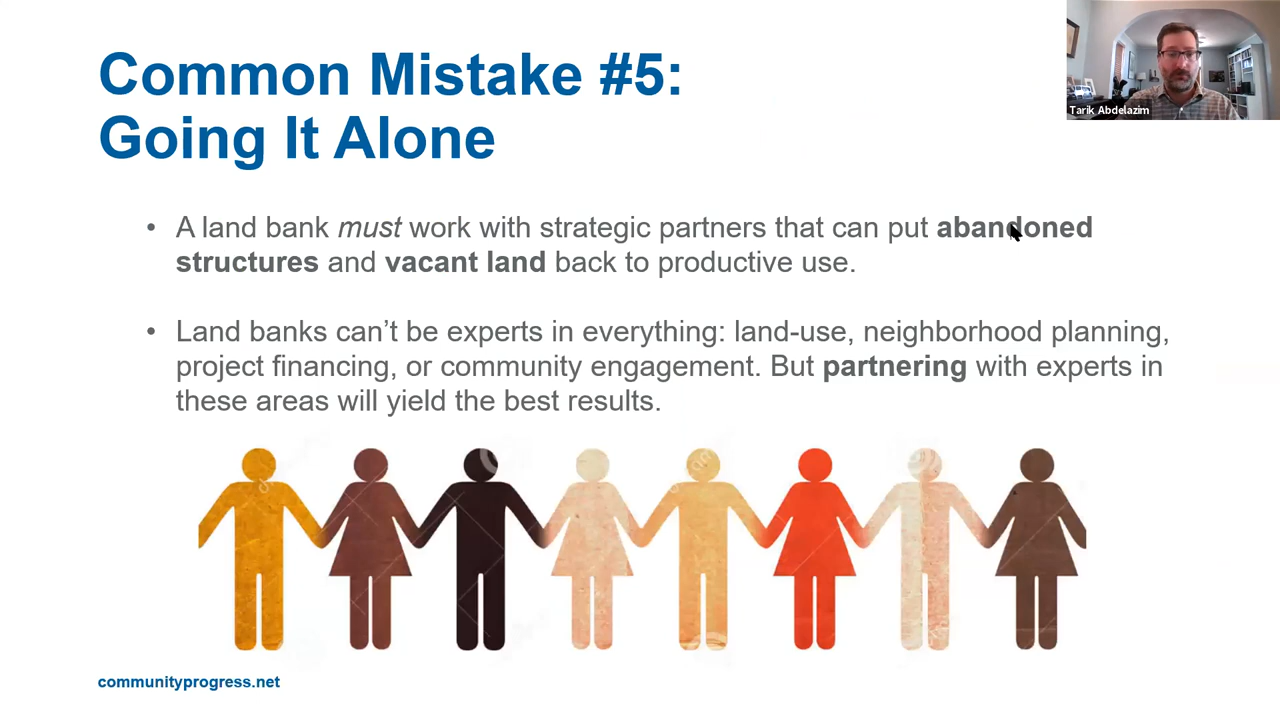 Common Mistake #5:
Going It Alone
Tarik Abdelazim
• A land bank must work with strategic partners that can put abandoned
structures and vacant land back to productive use.
• Land banks can’t be experts in everything: land-use, neighborhood planning,
project financing, or community engagement. But partnering with experts in
these areas will yield the best results.
communityprogress.net